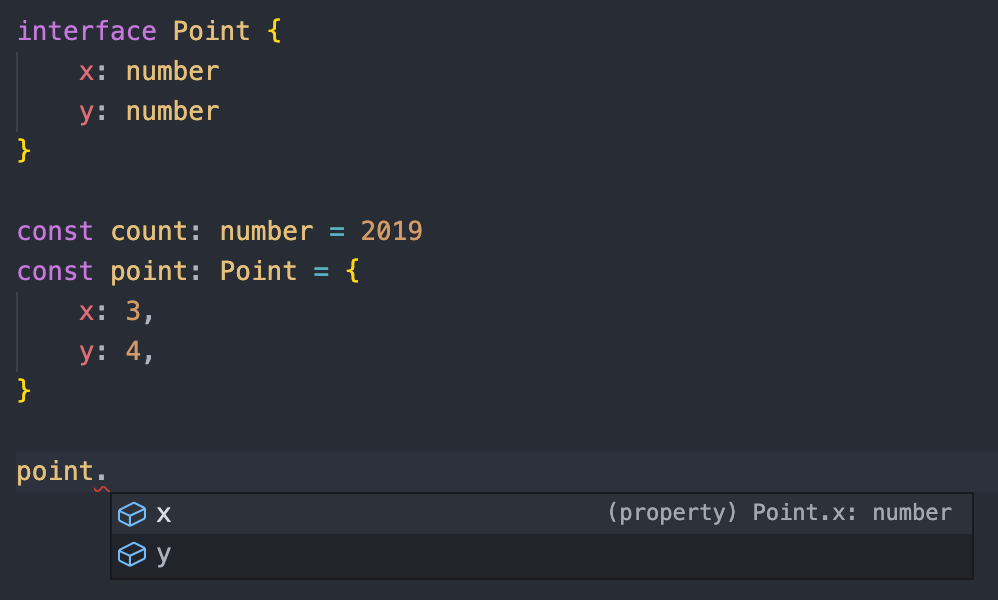 interface Point {
    x: number
    y: number
}
const count: number = 2019
const point: Point = {
    x: 3,
    y: 4,
}
point.
x (property) Point.x: number
y